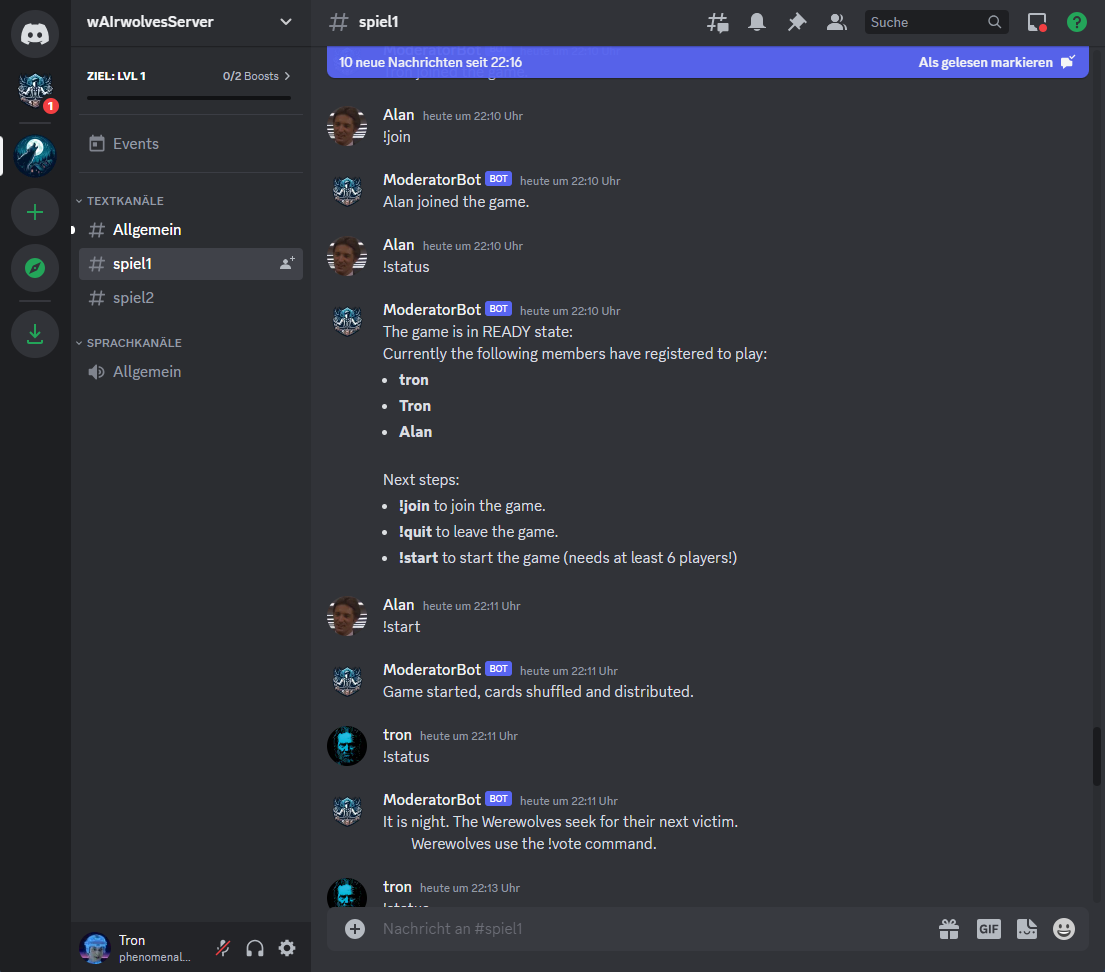 wAIrwolvesServer
ZIEL: LVL 1
0/2 Boosts
Events
TEXTKANÄLE
Allgemein
spiel1
spiel2
SPRACHKANÄLE
Allgemein
1
Tron
phenomenal...
spiel1
Suche
10 neue Nachrichten seit 22:16
Als gelesen markieren
Alan heute um 22:10 Uhr
!join
ModeratorBot BOT heute um 22:10 Uhr
Alan joined the game.
Alan heute um 22:10 Uhr
!status
ModeratorBot BOT heute um 22:10 Uhr
The game is in READY state:
Currently the following members have registered to play:
• tron
• Tron
• Alan
Next steps:
• !join to join the game.
• !quit to leave the game.
• !start to start the game (needs at least 6 players!)
Alan heute um 22:11 Uhr
!start
ModeratorBot BOT heute um 22:11 Uhr
Game started, cards shuffled and distributed.
tron heute um 22:11 Uhr
!status
ModeratorBot BOT heute um 22:11 Uhr
It is night. The Werewolves seek for their next victim.
Werewolves use the !vote command.
tron heute um 22:13 Uhr
!status
Nachricht an #spiel1
GIF